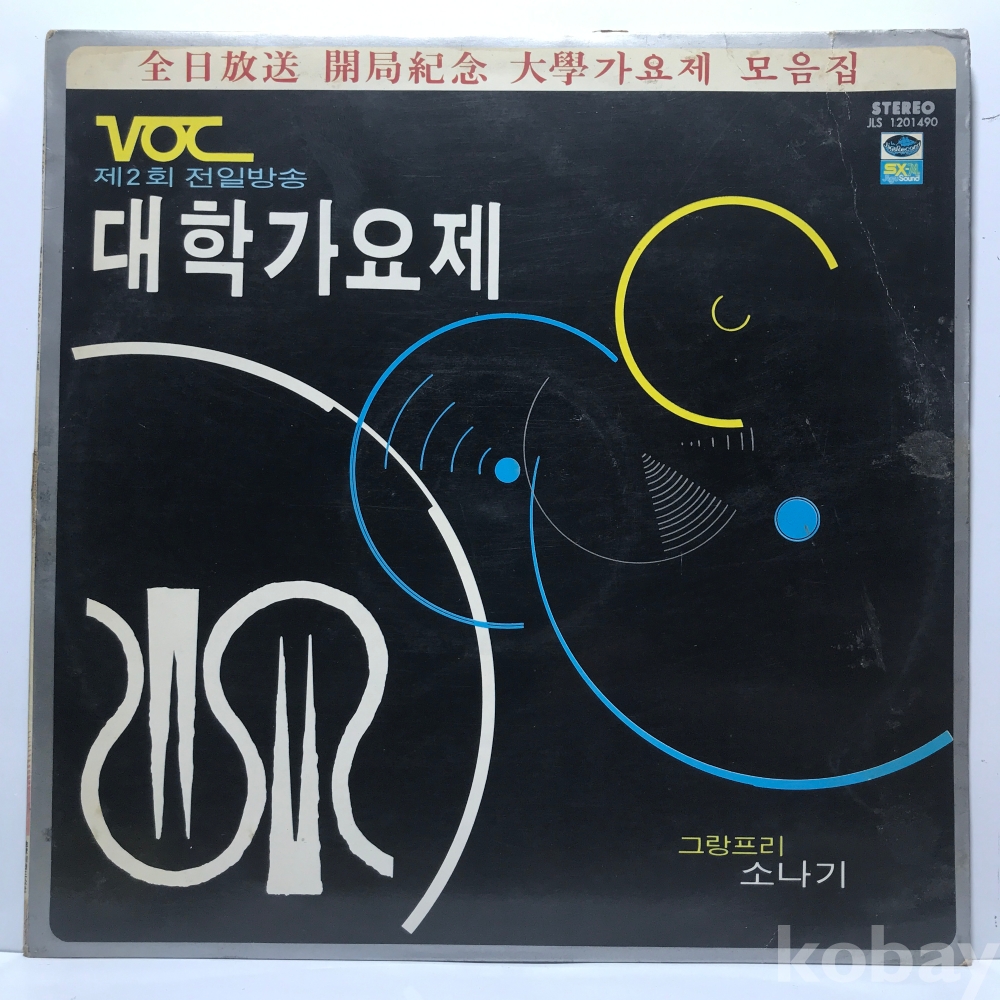 全日放送 開局紀念 大學가요제 모음집
STEREO
JLS 1201490
VOC
제2회 전일방송
대학가요제
SX-74
Sound
그랑프리
소나기
kobay